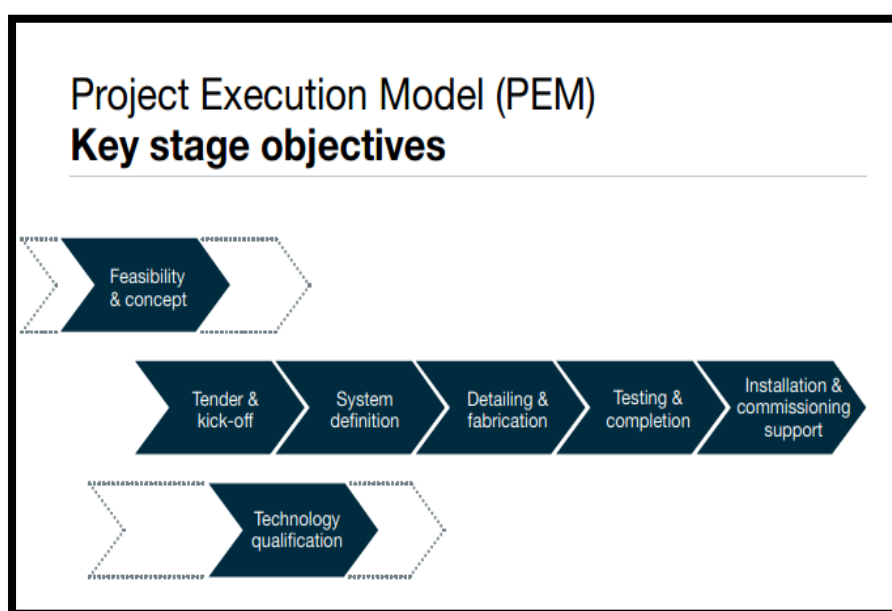 Project Execution Model (PEM)
Key stage objectives
Feasibility
& concept
Tender &
kick-off
System
definition
Detailing &
fabrication
Testing &
completion
Installation &
commissioning
support
Technology
qualification